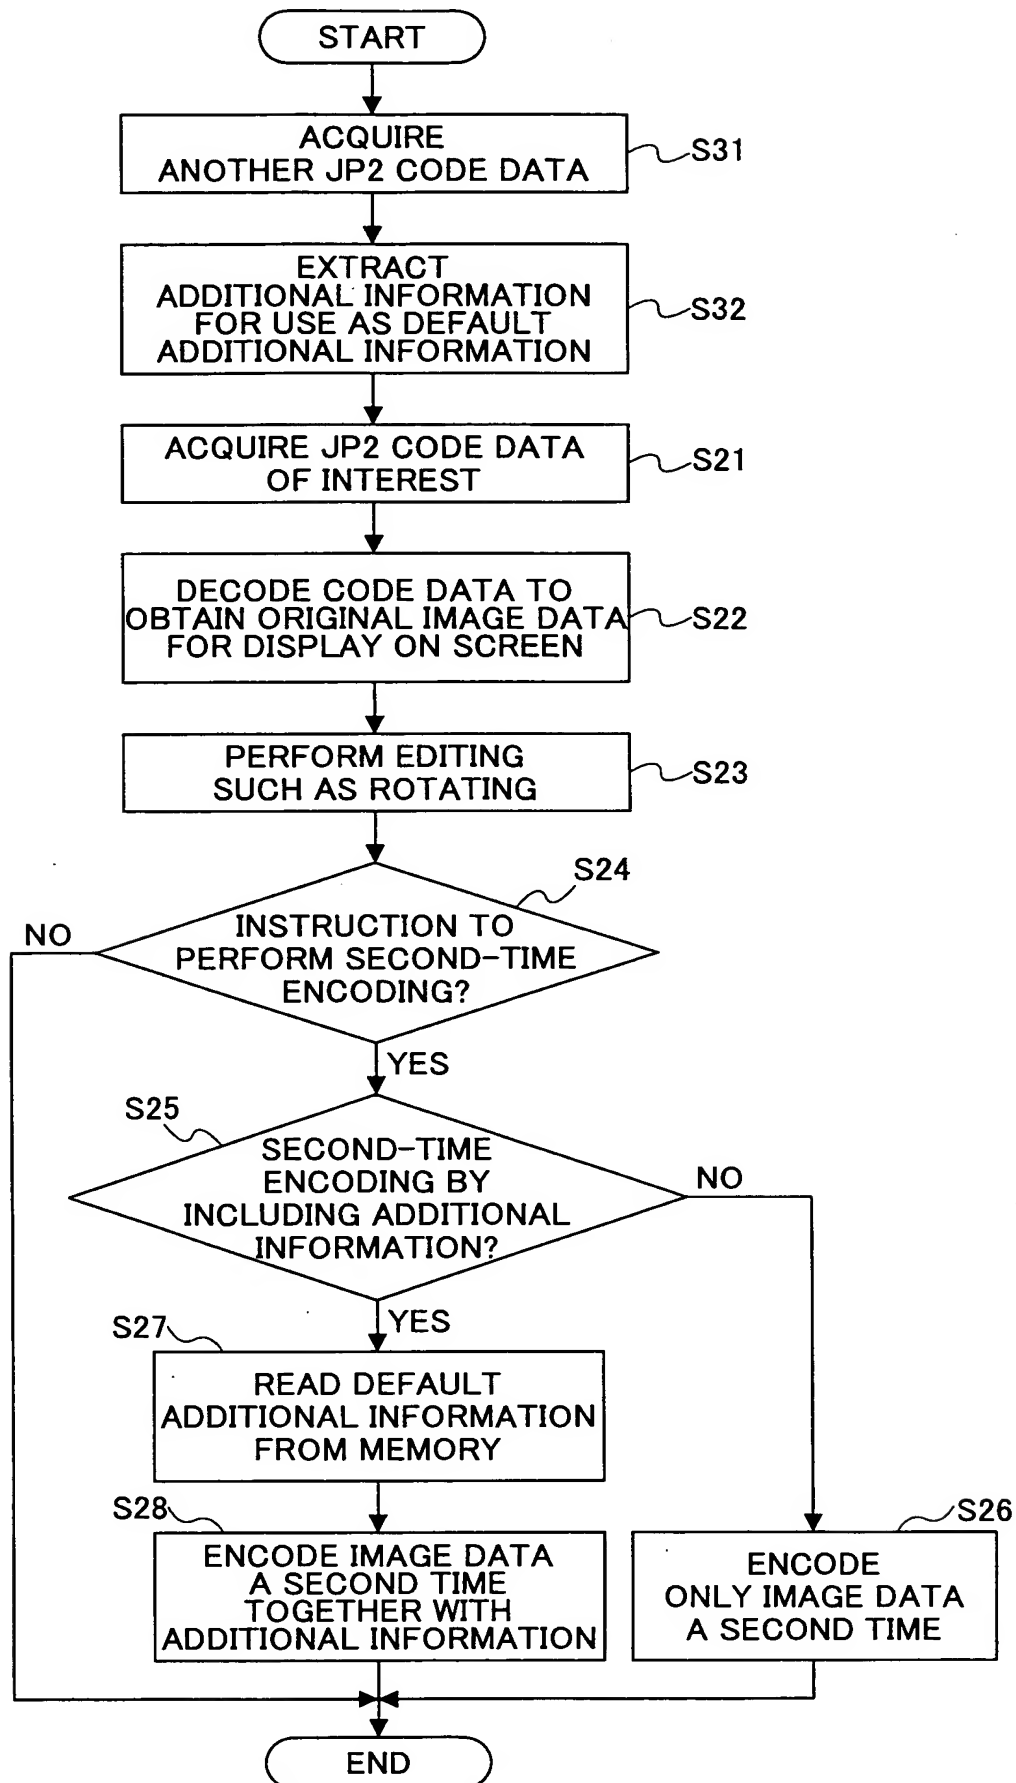 START
ACQUIRE
ANOTHER JP2 CODE DATA
S31
EXTRACT
ADDITIONAL INFORMATION
FOR USE AS DEFAULT
ADDITIONAL INFORMATION
S32
ACQUIRE JP2 CODE DATA
OF INTEREST
S21
DECODE CODE DATA TO
OBTAIN ORIGINAL IMAGE DATA
FOR DISPLAY ON SCREEN
S22
PERFORM EDITING
SUCH AS ROTATING
S23
S24
INSTRUCTION TO
PERFORM SECOND-TIME
ENCODING?
NO
YES
S25
SECOND-TIME
ENCODING BY
INCLUDING ADDITIONAL
INFORMATION?
NO
YES
S27
READ DEFAULT
ADDITIONAL INFORMATION
FROM MEMORY
S28
ENCODE IMAGE DATA
A SECOND TIME
TOGETHER WITH
ADDITIONAL INFORMATION
S26
ENCODE
ONLY IMAGE DATA
A SECOND TIME
END